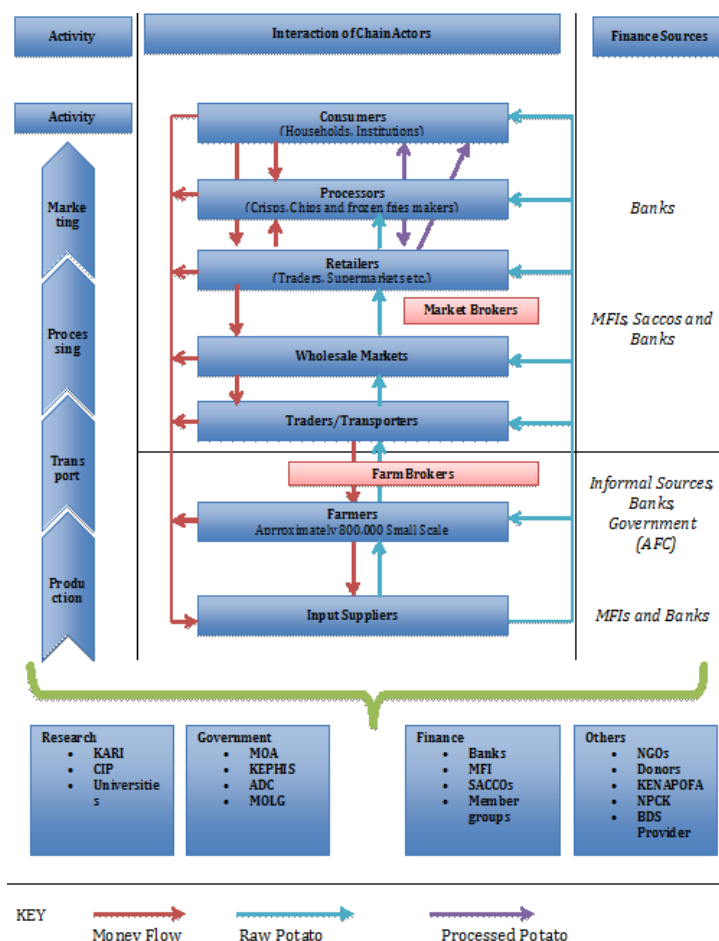 Activity
Interaction of Chain Actors
Finance Sources
Activity
Consumers
(Households, Institutions)
Marke
ting
Processors
(Crisps, Chips and frozen fries makers)
Banks
Retailers
(Traders, Supermarkets etc.)
Market Brokers
MFIs, Saccos and
Banks
Proces
sing
Wholesale Markets
Traders/Transporters
Trans
port
Farm Brokers
Informal Sources,
Banks,
Government
(AFC)
Farmers
Approximately 800,000 Small Scale
Produ
ction
Input Suppliers
MFIs and Banks
Research
• KARI
• CIP
• Universitie
s
Government
• MOA
• KEPHIS
• ADC
• MOLG
Finance
• Banks
• MFI
• SACCOs
• Member
groups
Others
• NGOs
• Donors
• KENAPOFA
• NPCK
• BDS
Provider
KEY
Money Flow
Raw Potato
Processed Potato